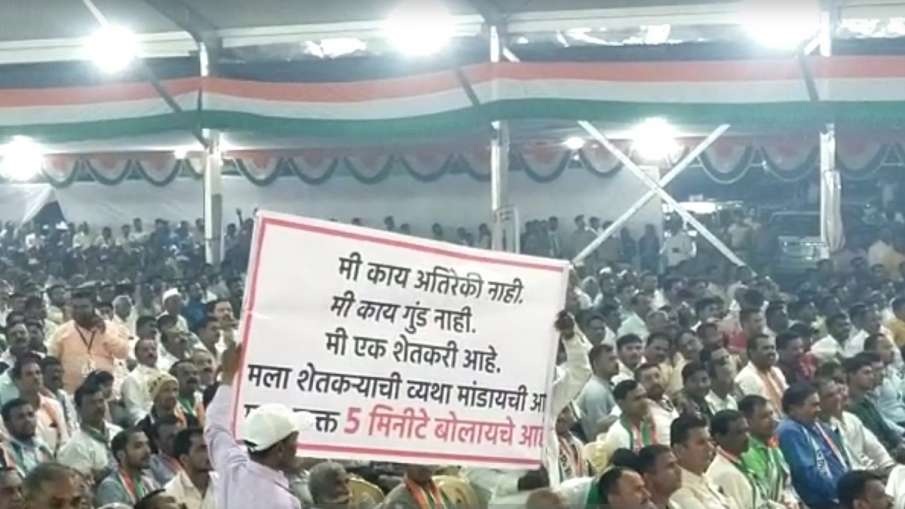 मी काय अतिरेकी नाही.
मी काय गुंड नाही.
मी एक शेतकरी आहे.
मला शेतकऱ्याची व्यथा मांडायची
5 मिनीटे बोलायचे